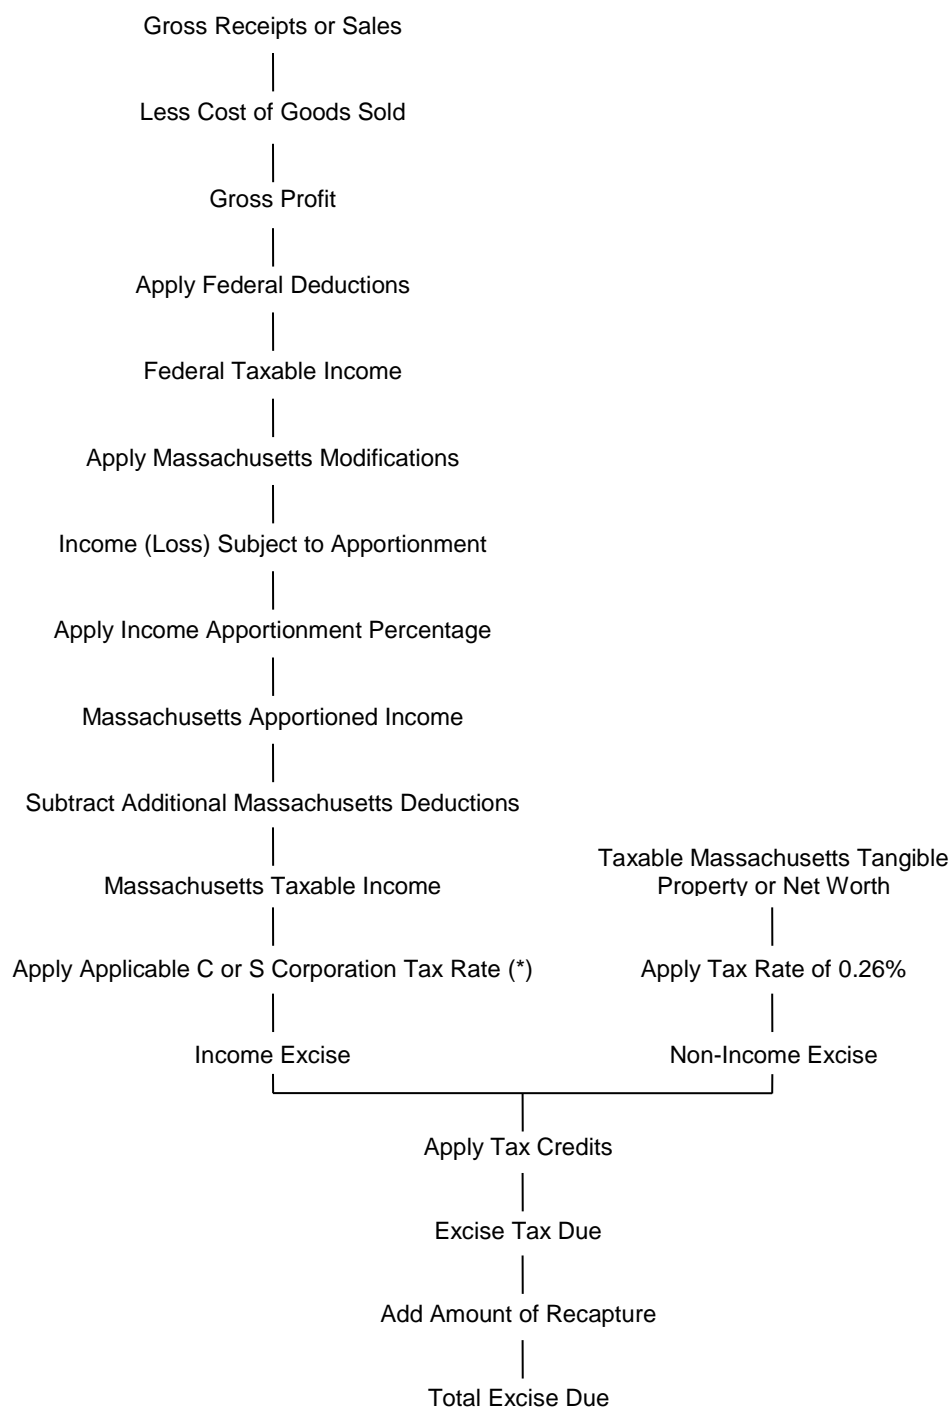 Gross Receipts or Sales
Less Cost of Goods Sold
Gross Profit
Apply Federal Deductions
Federal Taxable Income
Apply Massachusetts Modifications
Income (Loss) Subject to Apportionment
Apply Income Apportionment Percentage
Massachusetts Apportioned Income
Subtract Additional Massachusetts Deductions
Massachusetts Taxable Income
Apply Applicable C or S Corporation Tax Rate (*)
Income Excise
Taxable Massachusetts Tangible
Property or Net Worth
Apply Tax Rate of 0.26%
Non-Income Excise
Apply Tax Credits
Excise Tax Due
Add Amount of Recapture
Total Excise Due